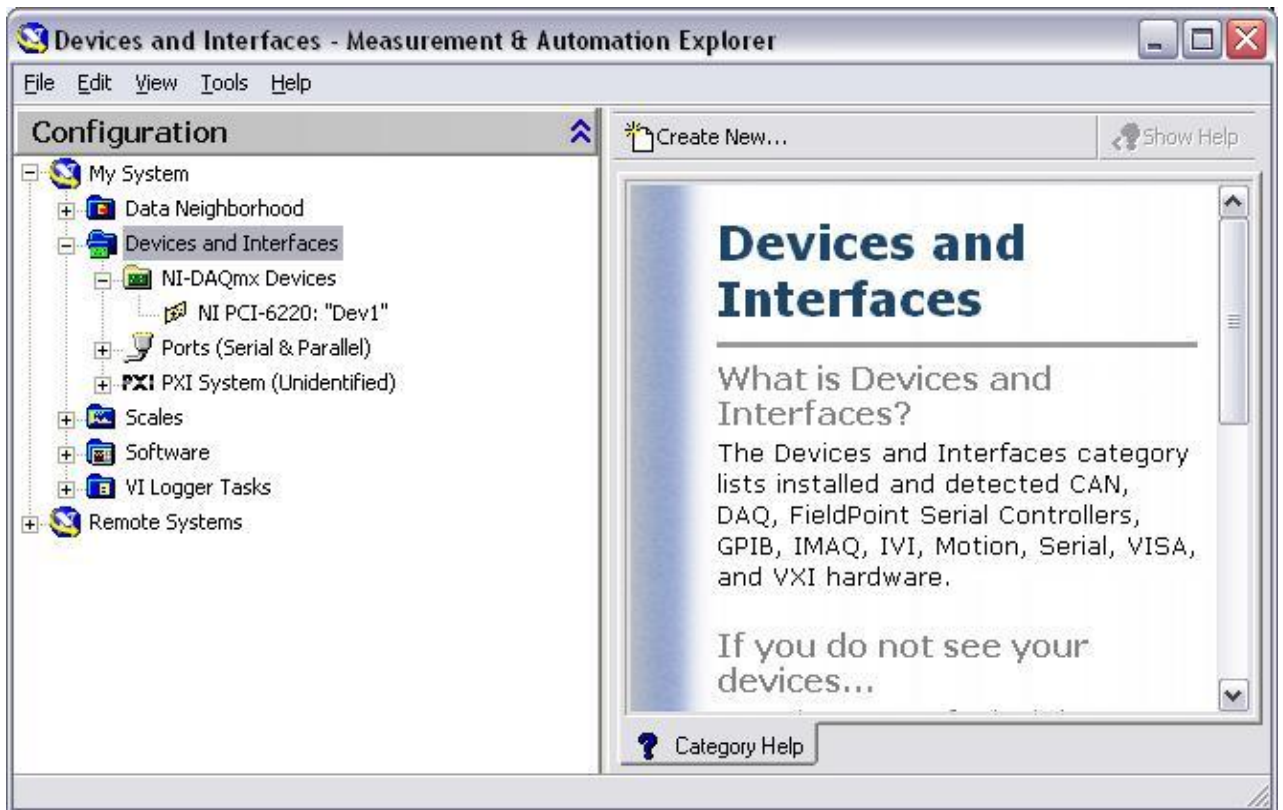 Devices and Interfaces - Measurement & Automation Explorer
File Edit View Tools Help
Configuration
My System
Data Neighborhood
Devices and Interfaces
NI-DAQmx Devices
NI PCI-6220: "Dev1"
Ports (Serial & Parallel)
PXI PXI System (Unidentified)
Scales
Software
VI Logger Tasks
Remote Systems
Create New...
Show Help
Devices and
Interfaces
What is Devices and
Interfaces?
The Devices and Interfaces category
lists installed and detected CAN,
DAQ, FieldPoint Serial Controllers,
GPIB, IMAQ, IVI, Motion, Serial, VISA,
and VXI hardware.
If you do not see your
devices...
Category Help